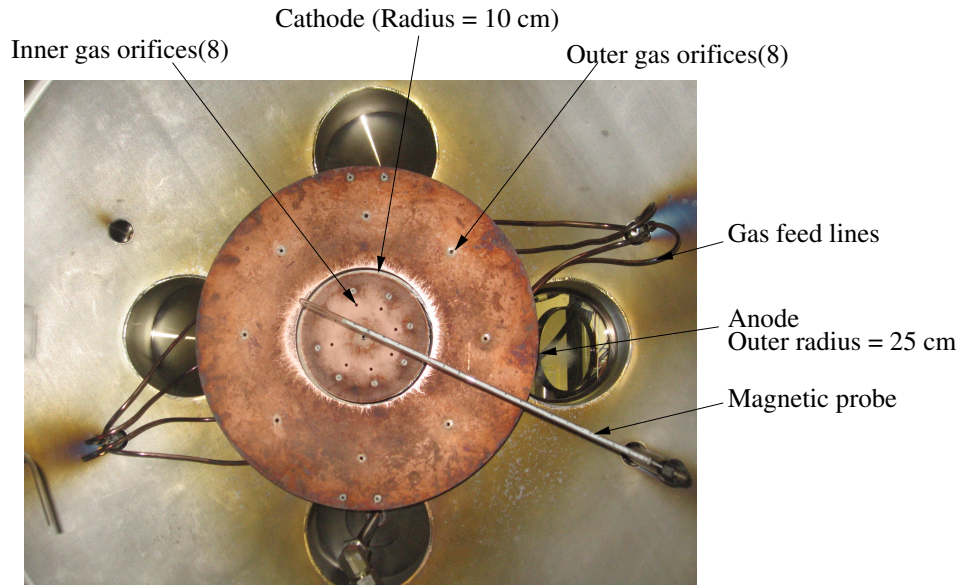 Cathode (Radius = 10 cm)
Inner gas orifices(8)
Outer gas orifices(8)
Gas feed lines
Anode
Outer radius = 25 cm
Magnetic probe